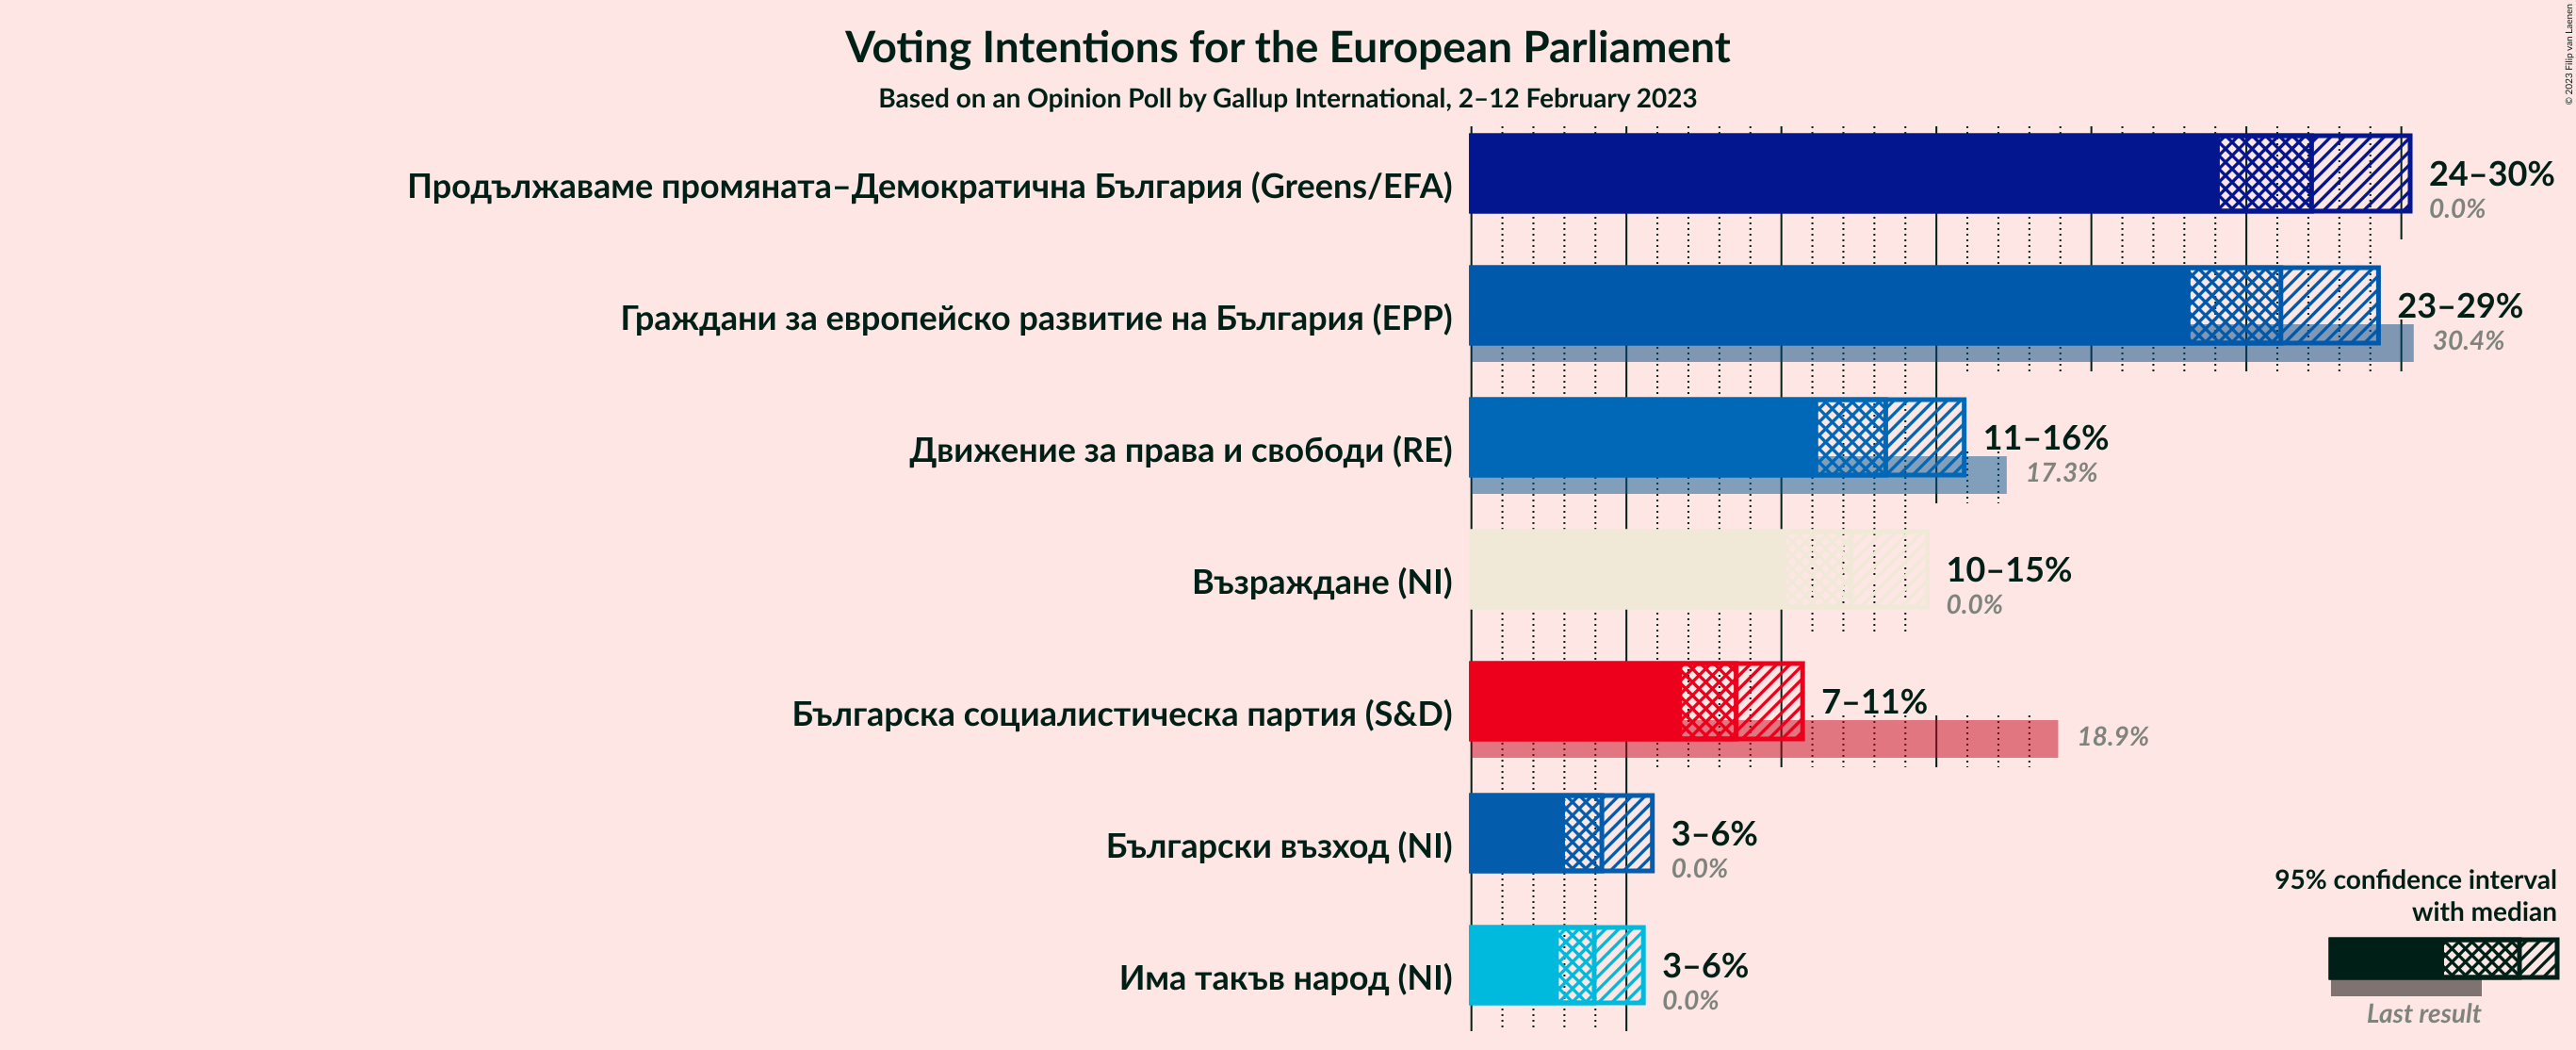 © 2023 Filip van Laenen
Voting Intentions for the European Parliament
Based on an Opinion Poll by Gallup International, 2–12 February 2023
Продължаваме промяната–Демократична България (Greens/EFA)
24–30%
0.0%
Граждани за европейско развитие на България (EPP)
23–29%
30.4%
Движение за права и свободи (RE)
11–16%
17.3%
Възраждане (NI)
10–15%
0.0%
Българска социалистическа партия (S&D)
7–11%
18.9%
Български възход (NI)
3–6%
0.0%
Има такъв народ (NI)
3–6%
0.0%
95% confidence interval
with median
Last result